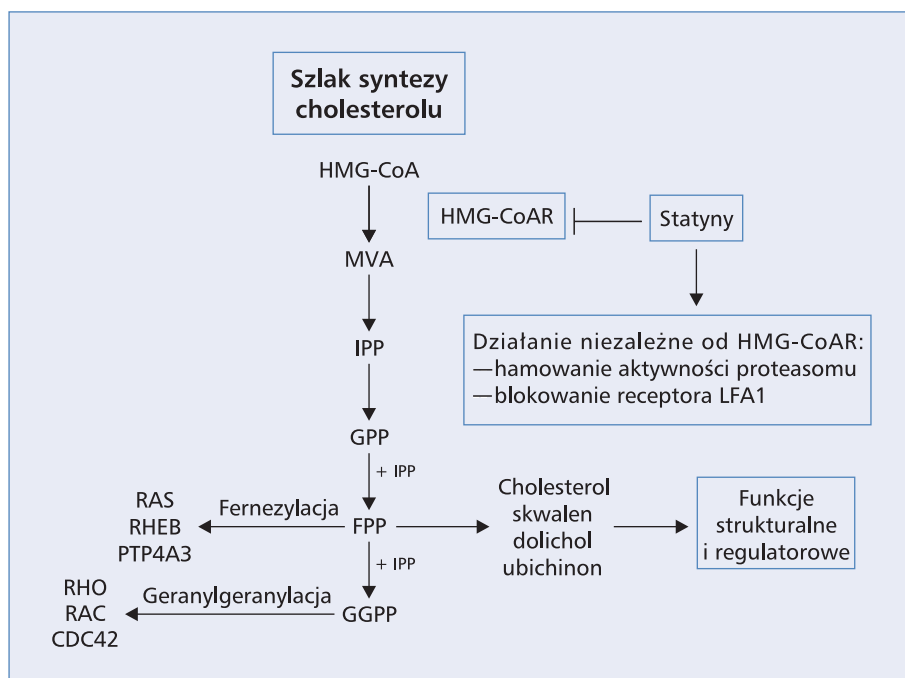 Szlak syntezy
cholesterolu
HMG-CoA
HMG-CoAR
Statyny
MVA
Działanie niezależne od HMG-CoAR:
—hamowanie aktywności proteasomu
—blokowanie receptora LFA1
IPP
GPP
+ IPP
RAS
RHEB
PTP4A3
Fernezylacja
FPP
Cholesterol
skwalen
dolichol
ubichinon
Funkcje
strukturalne
i regulatorowe
+ IPP
RHO
RAC
CDC42
Geranylgeranylacja
GGPP